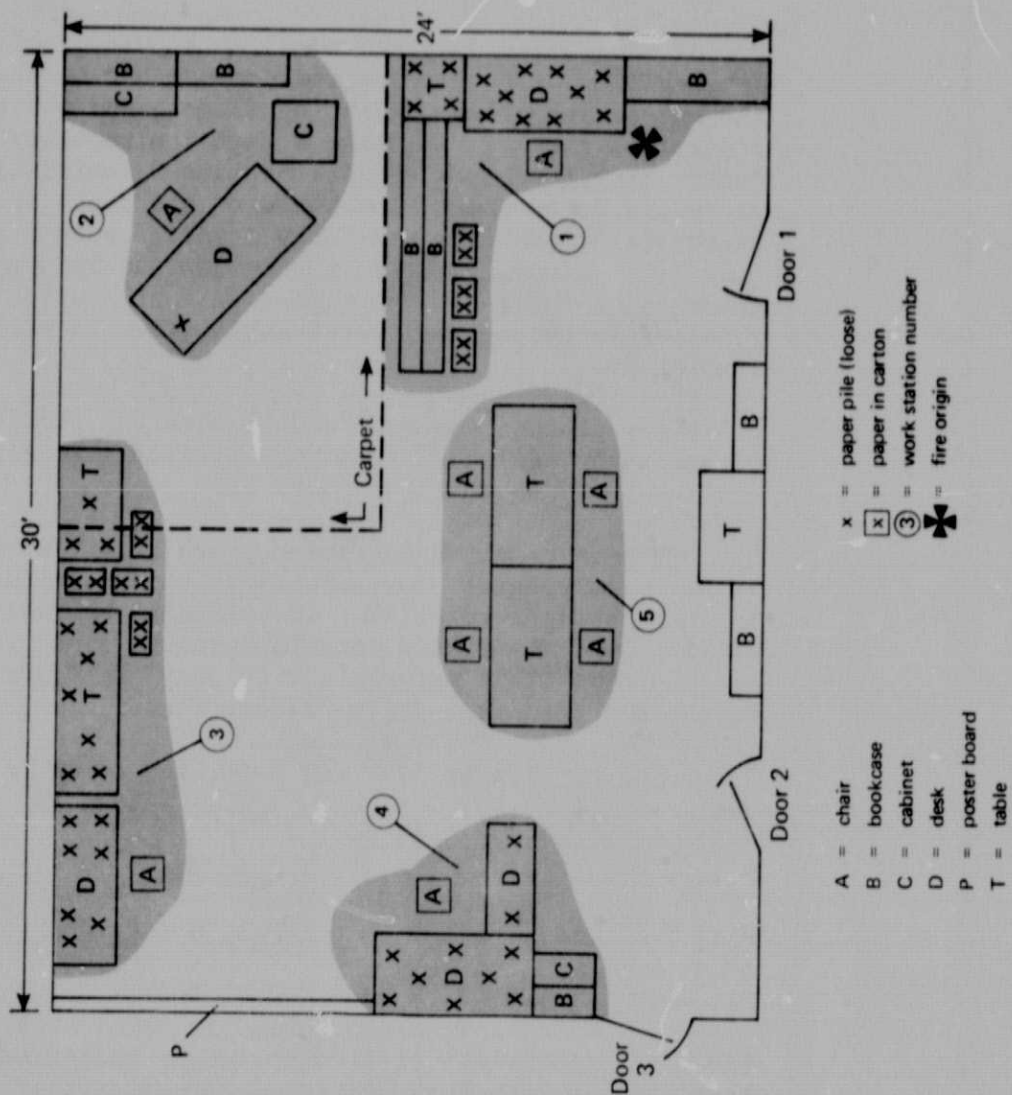 30'
24'
C B
B
C
2
A
D
X
Carpet
X X T
X X
XX XX
XX XX
X X X X
X X T X
X X X
X X X
X D X
X X X
A
3
P
T
X X
X X
B
B
XX XX XX
X X X X
X D X
X X X
A
1
B
A A
T T
A A
5
4
A
X X X
X D X
X X X
X D X
B C
B T B
Door 1
Door 2
Door
3
A = chair
B = bookcase
C = cabinet
D = desk
P = poster board
T = table
x = paper pile (loose)
x = paper in carton
3 = work station number
= fire origin